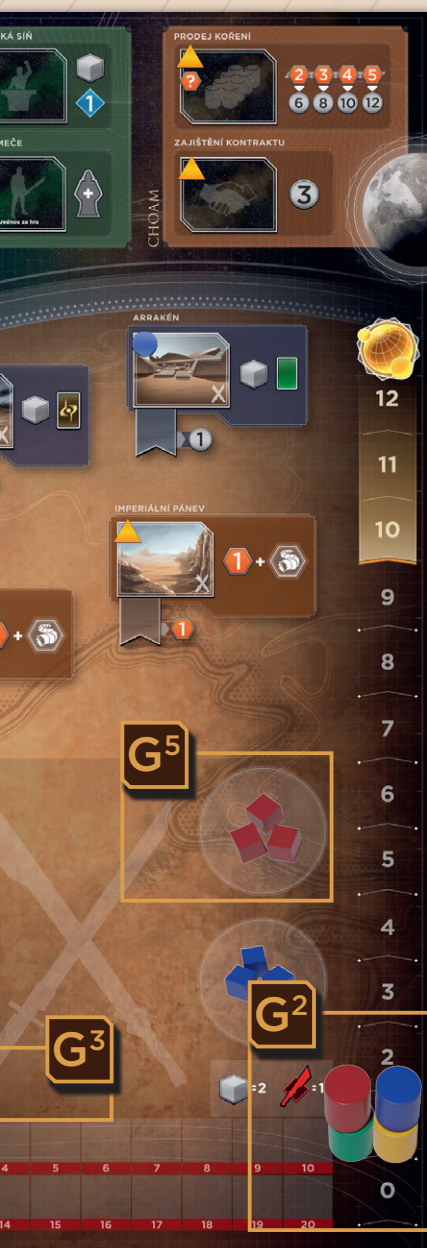 KÁ SÍŇ
1
MEČE
Jednou za hru
+
PRODEJ KOŘENÍ
?
2 3 4 5
6 8 10 12
ZAJIŠTĚNÍ KONTRAKTU
3
CHOAM
ARRAKÉN
X
1
X
IMPERIÁLNÍ PÁNEV
X
1 +
1
+
12
11
10
9
8
7
6
5
4
3
2
0
G5
G2
G3
=2 =1
4 5 6 7 8 9 10
14 15 16 17 18 19 20